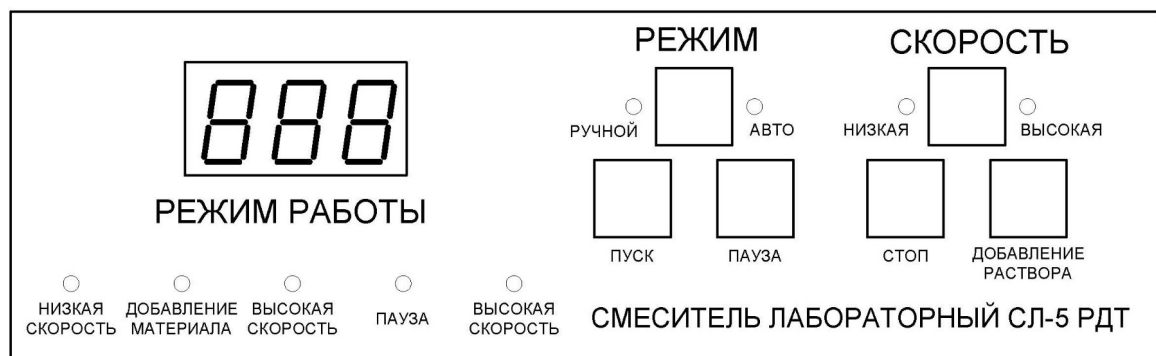 РЕЖИМ
СКОРОСТЬ
888
РУЧНОЙ
АВТО
НИЗКАЯ
ВЫСОКАЯ
РЕЖИМ РАБОТЫ
ПУСК
ПАУЗА
СТОП
ДОБАВЛЕНИЕ
РАСТВОРА
НИЗКАЯ
СКОРОСТЬ
ДОБАВЛЕНИЕ
МАТЕРИАЛА
ВЫСОКАЯ
СКОРОСТЬ
ПАУЗА
ВЫСОКАЯ
СКОРОСТЬ
СМЕСИТЕЛЬ ЛАБОРАТОРНЫЙ СЛ-5 РДТ